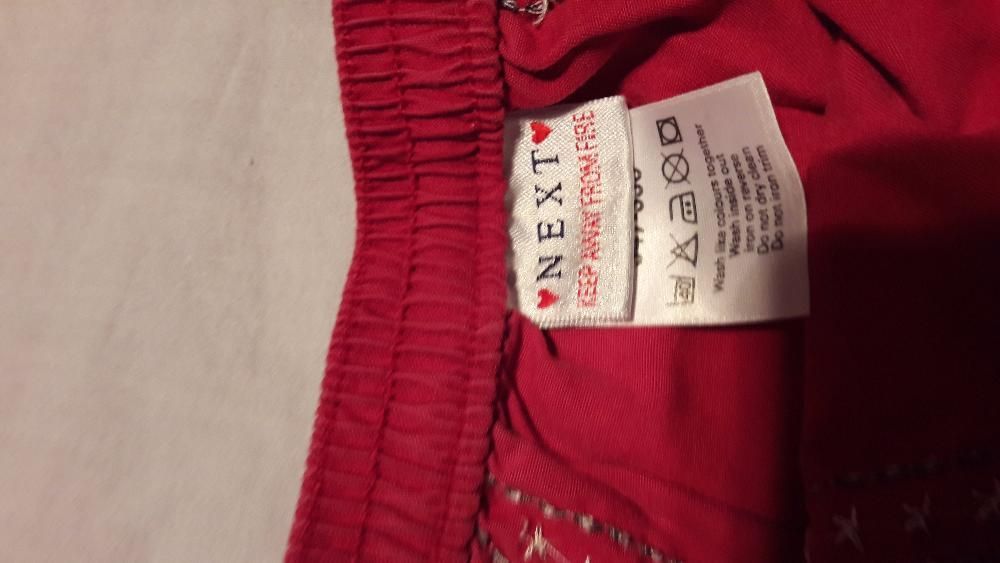 NEXT
KEEP AWAY FROM FIRE
40
Wash like colours together
Wash inside out
iron on reverse
Do not dry clean
Do not iron trim